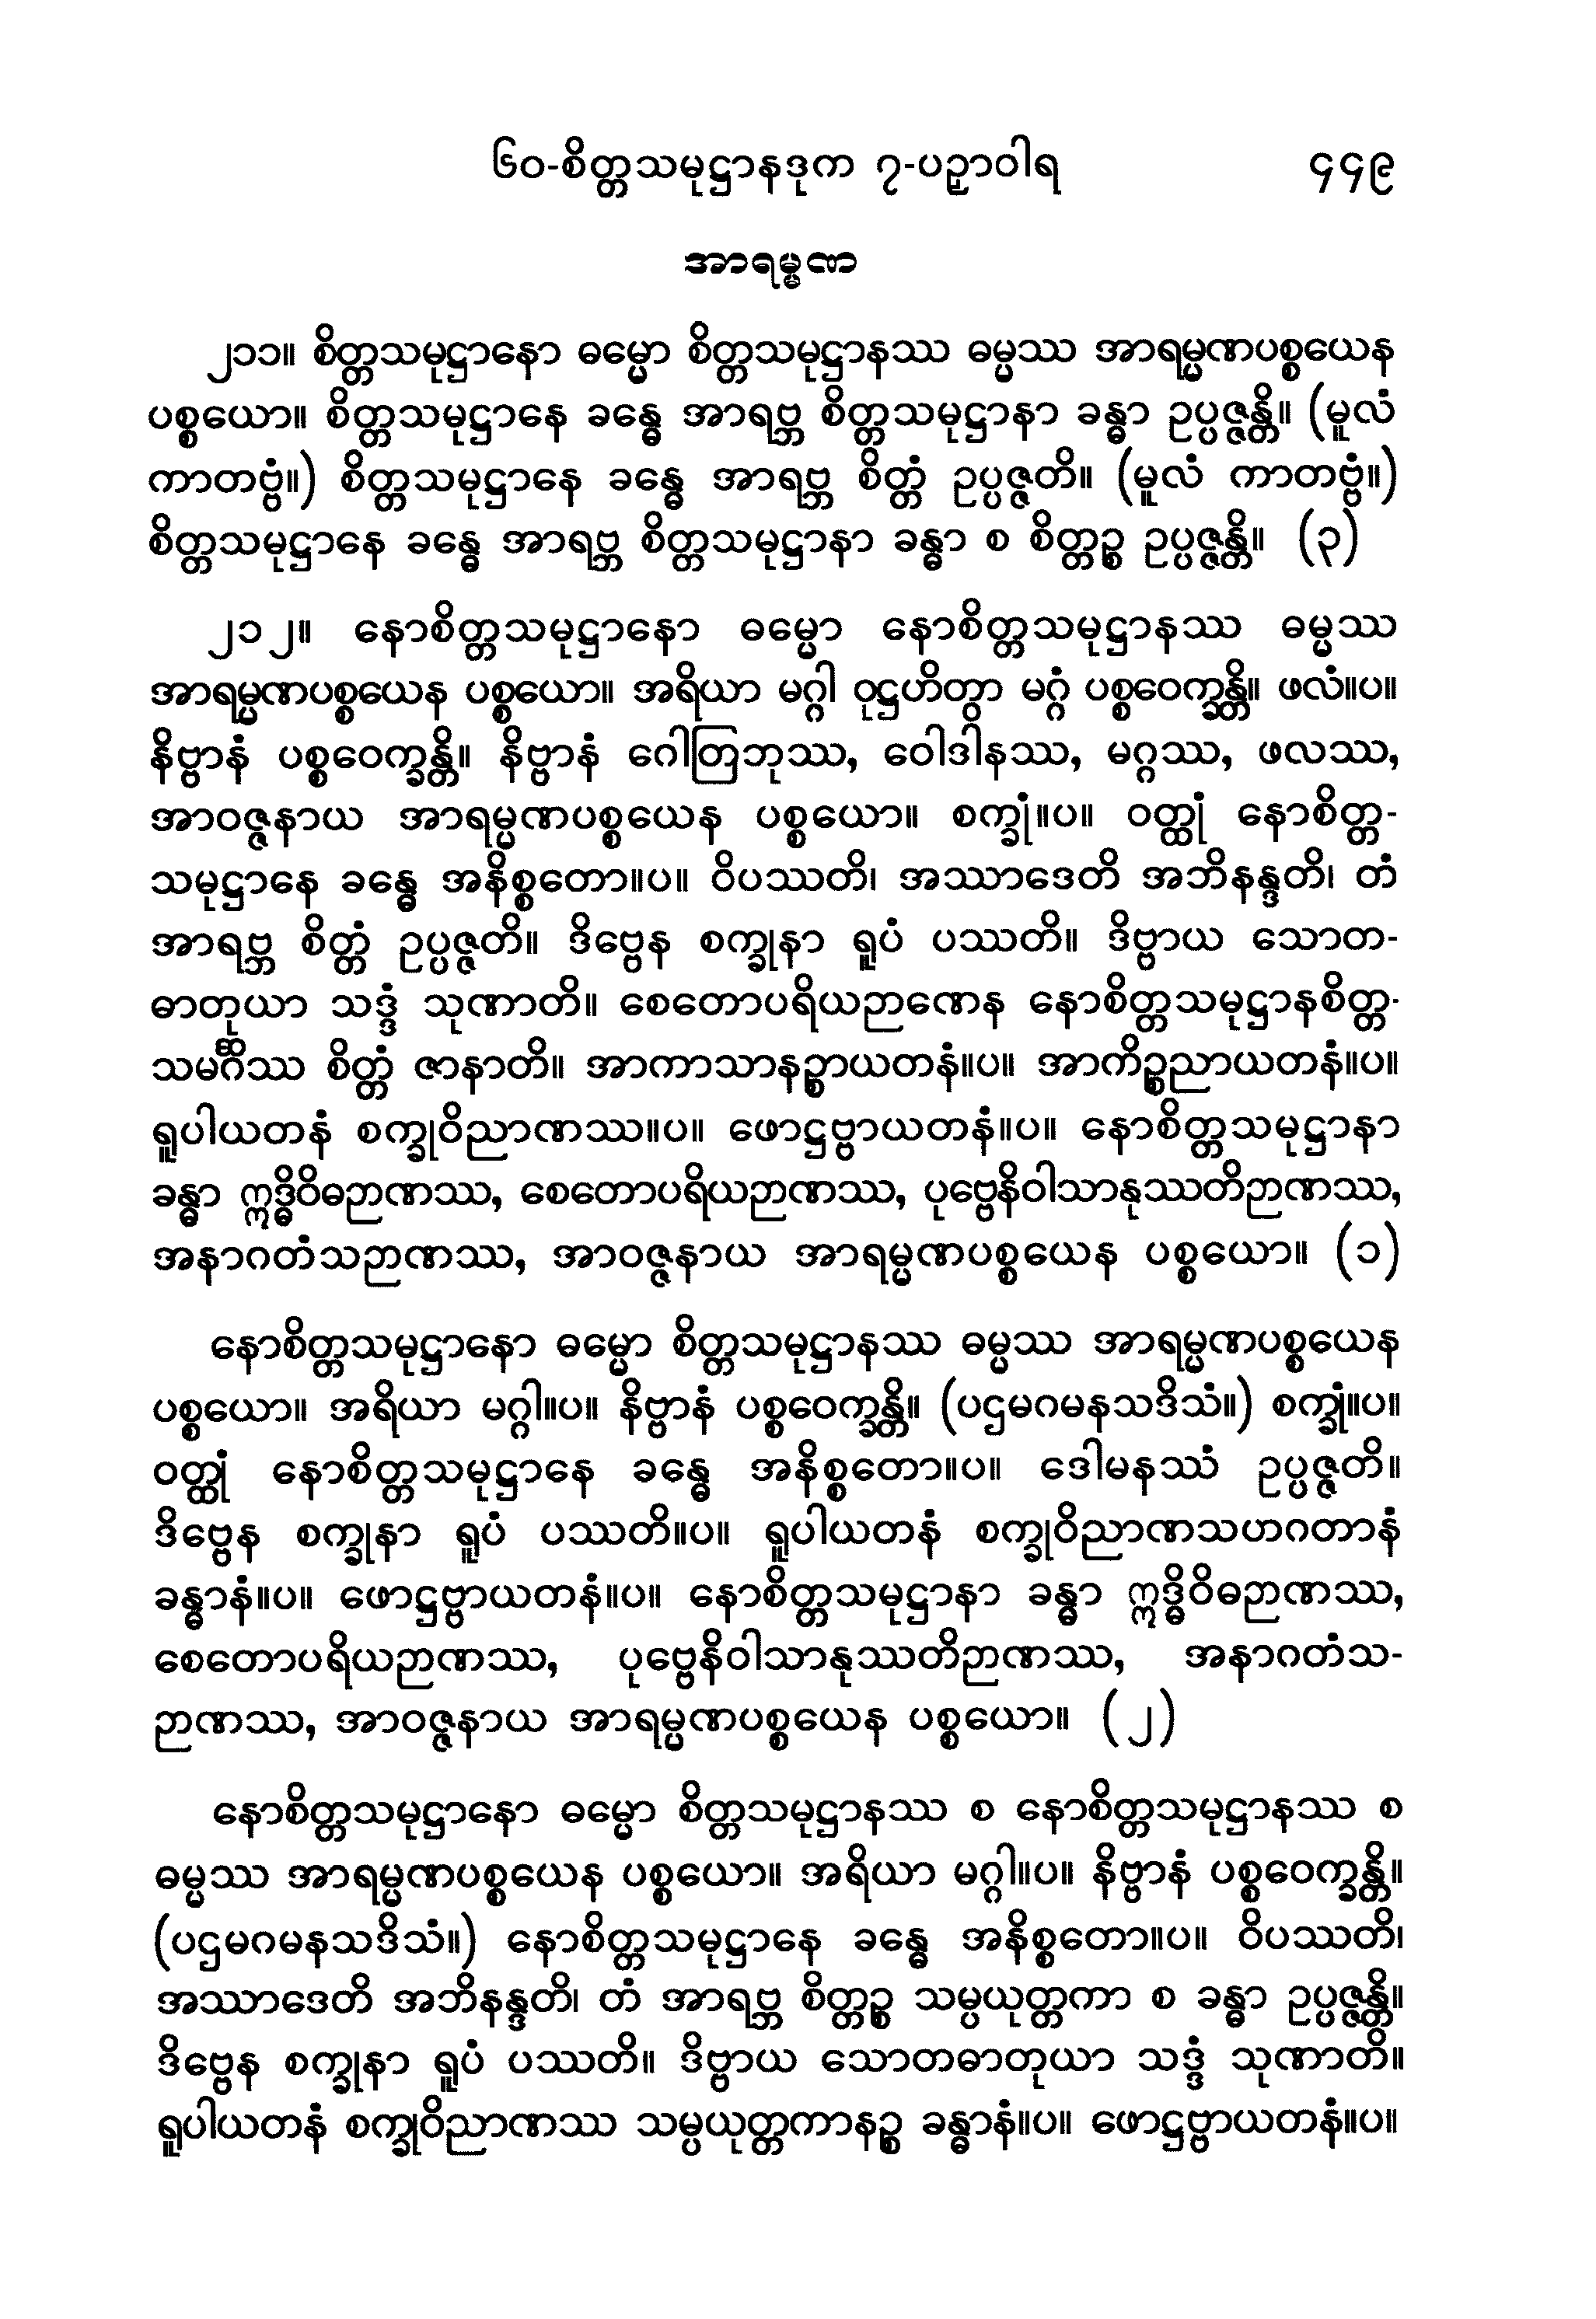 ၆၀-စိတ္တသမုဋ္ဌာနဒုက ၇-ပဉှာဝါရ ၄၄၉
အာရမ္မဏ
၂၁၁။ စိတ္တသမုဋ္ဌာနော ဓမ္မော စိတ္တသမုဋ္ဌာနဿ ဓမ္မဿ အာရမ္မဏပစ္စယေန
ပစ္စယော။ စိတ္တသမုဋ္ဌာနေ ခန္ဓေ အာရဗ္ဘ စိတ္တသမုဋ္ဌာနာ ခန္ဓာ ဥပ္ပဇ္ဇန္တိ။ (မူလံ
ကာတဗ္ဗံ။) စိတ္တသမုဋ္ဌာနေ ခန္ဓေ အာရဗ္ဘ စိတ္တံ ဥပ္ပဇ္ဇတိ။ (မူလံ ကာတဗ္ဗံ။)
စိတ္တသမုဋ္ဌာနေ ခန္ဓေ အာရဗ္ဘ စိတ္တသမုဋ္ဌာနာ ခန္ဓာ စ စိတ္တဉ္စ ဥပ္ပဇ္ဇန္တိ။ (၃)
၂၁၂။ နောစိတ္တသမုဋ္ဌာနော ဓမ္မော နောစိတ္တသမုဋ္ဌာနဿ ဓမ္မဿ
အာရမ္မဏပစ္စယေန ပစ္စယော။ အရိယာ မဂ္ဂါ ဝုဋ္ဌဟိတွာ မဂ္ဂံ ပစ္စဝေက္ခန္တိ။ ဖလံ။ပ။
နိဗ္ဗာနံ ပစ္စဝေက္ခန္တိ။ နိဗ္ဗာနံ ဂေါတြဘုဿ, ဝေါဒါနဿ, မဂ္ဂဿ, ဖလဿ,
အာဝဇ္ဇနာယ အာရမ္မဏပစ္စယေန ပစ္စယော။ စက္ခုံ။ပ။ ဝတ္ထုံ နောစိတ္တ-
သမုဋ္ဌာနေ ခန္ဓေ အနိစ္စတော။ပ။ ဝိပဿတိ၊ အဿာဒေတိ အဘိနန္ဒတိ၊ တံ
အာရဗ္ဘ စိတ္တံ ဥပ္ပဇ္ဇတိ။ ဒိဗ္ဗေန စက္ခုနာ ရူပံ ပဿတိ။ ဒိဗ္ဗာယ သောတ-
ဓာတုယာ သဒ္ဒံ သုဏာတိ။ စေတောပရိယဉာဏေန နောစိတ္တသမုဋ္ဌာနစိတ္တ-
သမင်္ဂိဿ စိတ္တံ ဇာနာတိ။ အာကာသာနဉ္စာယတနံ။ပ။ အာကိဉ္စညာယတနံ။ပ။
ရူပါယတနံ စက္ခုဝိညာဏဿ။ပ။ ဖောဋ္ဌဗ္ဗာယတနံ။ပ။ နောစိတ္တသမုဋ္ဌာနာ
ခန္ဓာ ဣဒ္ဓိဝိဓဉာဏဿ, စေတောပရိယဉာဏဿ, ပုဗ္ဗေနိဝါသာနုဿတိဉာဏဿ,
အနာဂတံသဉာဏဿ, အာဝဇ္ဇနာယ အာရမ္မဏပစ္စယေန ပစ္စယော။ (၁)
နောစိတ္တသမုဋ္ဌာနော ဓမ္မော စိတ္တသမုဋ္ဌာနဿ ဓမ္မဿ အာရမ္မဏပစ္စယေန
ပစ္စယော။ အရိယာ မဂ္ဂါ။ပ။ နိဗ္ဗာနံ ပစ္စဝေက္ခန္တိ။ (ပဌမဂမနသဒိသံ။) စက္ခုံ။ပ။
ဝတ္ထုံ နောစိတ္တသမုဋ္ဌာနေ ခန္ဓေ အနိစ္စတော။ပ။ ဒေါမနဿံ ဥပ္ပဇ္ဇတိ။
ဒိဗ္ဗေန စက္ခုနာ ရူပံ ပဿတိ။ပ။ ရူပါယတနံ စက္ခုဝိညာဏသဟဂတာနံ
ခန္ဓာနံ။ပ။ ဖောဋ္ဌဗ္ဗာယတနံ။ပ။ နောစိတ္တသမုဋ္ဌာနာ ခန္ဓာ ဣဒ္ဓိဝိဓဉာဏဿ,
စေတောပရိယဉာဏဿ, ပုဗ္ဗေနိဝါသာနုဿတိဉာဏဿ, အနာဂတံသ-
ဉာဏဿ, အာဝဇ္ဇနာယ အာရမ္မဏပစ္စယေန ပစ္စယော။ (၂)
နောစိတ္တသမုဋ္ဌာနော ဓမ္မော စိတ္တသမုဋ္ဌာနဿ စ နောစိတ္တသမုဋ္ဌာနဿ စ
ဓမ္မဿ အာရမ္မဏပစ္စယေန ပစ္စယော။ အရိယာ မဂ္ဂါ။ပ။ နိဗ္ဗာနံ ပစ္စဝေက္ခန္တိ။
(ပဌမဂမနသဒိသံ။) နောစိတ္တသမုဋ္ဌာနေ ခန္ဓေ အနိစ္စတော။ပ။ ဝိပဿတိ၊
အဿာဒေတိ အဘိနန္ဒတိ၊ တံ အာရဗ္ဘ စိတ္တဉ္စ သမ္ပယုတ္တကာ စ ခန္ဓာ ဥပ္ပဇ္ဇန္တိ။
ဒိဗ္ဗေန စက္ခုနာ ရူပံ ပဿတိ။ ဒိဗ္ဗာယ သောတဓာတုယာ သဒ္ဒံ သုဏာတိ။
ရူပါယတနံ စက္ခုဝိညာဏဿ သမ္ပယုတ္တကာနဉ္စ ခန္ဓာနံ။ပ။ ဖောဋ္ဌဗ္ဗာယတနံ။ပ။